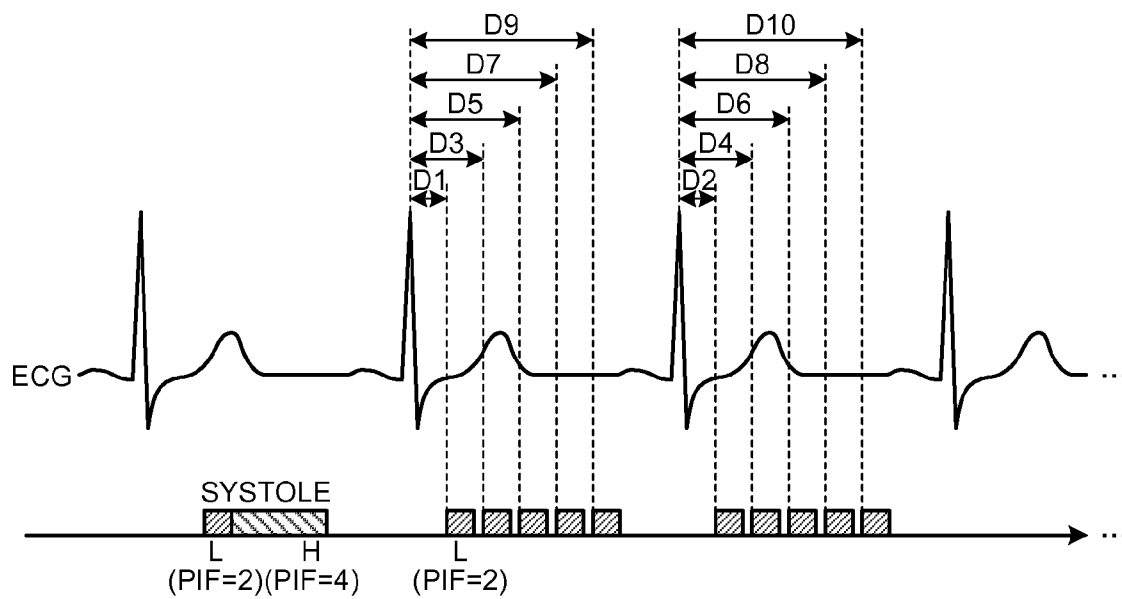 D9 D10
D7 D8
D5 D6
D3 D4
D1 D2
ECG ...
SYSTOLE
...
L H L
(PIF=2)(PIF=4) (PIF=2)